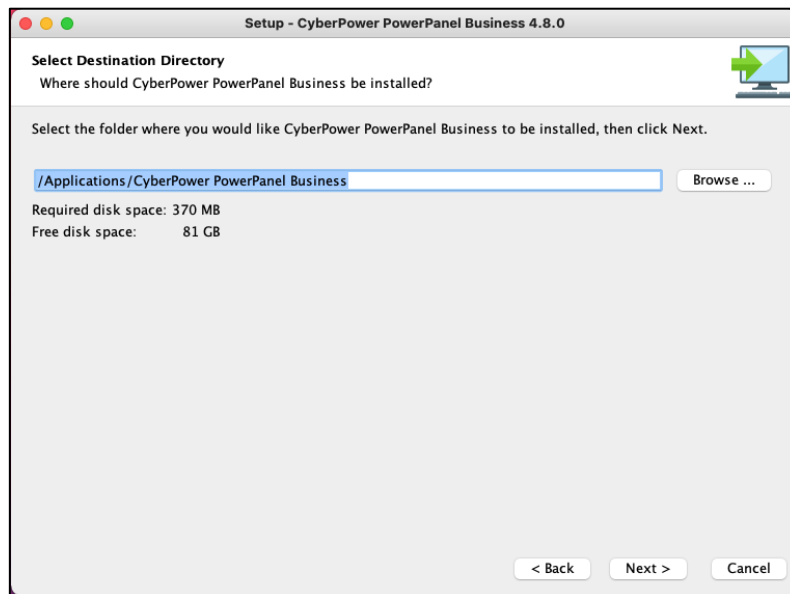 Setup - CyberPower PowerPanel Business 4.8.0
Select Destination Directory
Where should CyberPower PowerPanel Business be installed?
Select the folder where you would like CyberPower PowerPanel Business to be installed, then click Next.
/Applications/CyberPower PowerPanel Business
Browse ...
Required disk space: 370 MB
Free disk space: 81 GB
< Back Next > Cancel